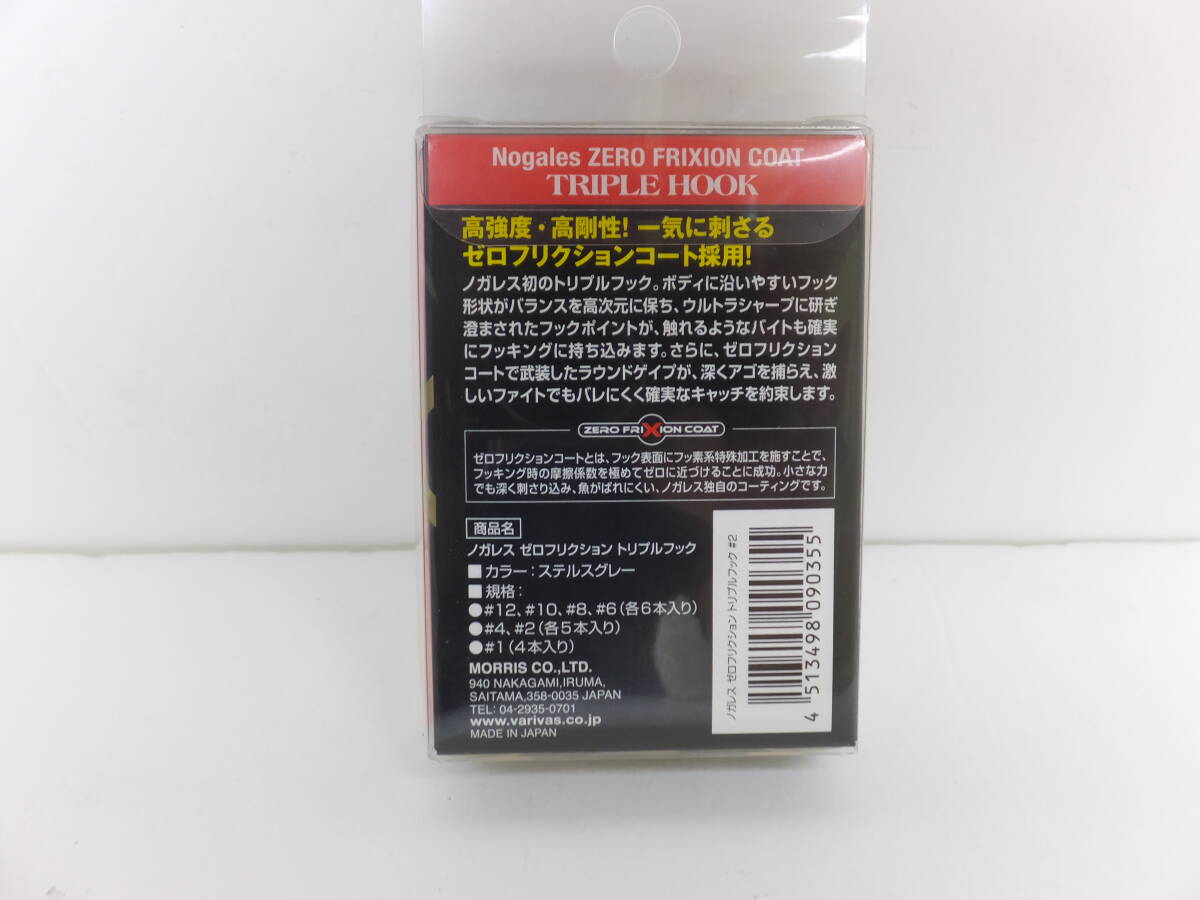 Nogales ZERO FRIXION COAT
TRIPLE HOOK
高強度・高剛性！一気に刺さる
ゼロフリクションコート採用！
ノガレス初のトリプルフック。ボディに沿いやすいフック
形状がバランスを高次元に保ち、ウルトラシャープに研ぎ
澄まされたフックポイントが、触れるようなバイトも確実
にフッキングに持ち込みます。さらに、ゼロフリクション
コートで武装したラウンドゲイブが、深くアゴを捕らえ、激
しいファイトでもバレにくく確実なキャッチを約束します。
ZERO FRIXION COAT
ゼロフリクションコートとは、フック表面にフッ素系特殊加工を施すことで、
フッキング時の摩擦係数を極めてゼロに近づけることに成功。小さな力
でも深く刺さり込み、魚がばれにくい、ノガレス独自のコーティングです。
商品名
ノガレス ゼロフリクション トリプルフック
■カラー：ステルスグレー
■規格：
●#12、#10、#8、#6（各6本入り）
●#4、#2（各5本入り）
●#1（4本入り）
MORRIS CO.,LTD.
940 NAKAGAMI,IRUMA,
SAITAMA,358-0035 JAPAN
TEL: 04-2935-0701
www.varivas.co.jp
MADE IN JAPAN
ノガレス ゼロフリクション トリプルフック #2
4 513498 090355